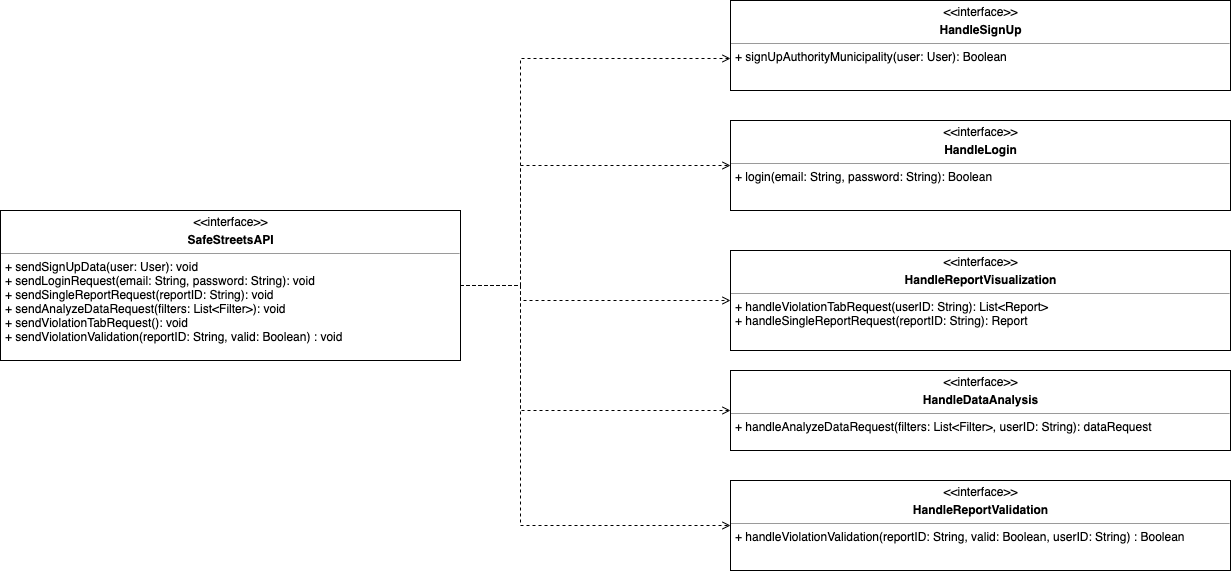 <<interface>>
SafeStreetsAPI
+ sendSignUpData(user: User): void
+ sendLoginRequest(email: String, password: String): void
+ sendSingleReportRequest(reportID: String): void
+ sendAnalyzeDataRequest(filters: List<Filter>): void
+ sendViolationTabRequest(): void
+ sendViolationValidation(reportID: String, valid: Boolean) : void
<<interface>>
HandleSignUp
+ signUpAuthorityMunicipality(user: User): Boolean
<<interface>>
HandleLogin
+ login(email: String, password: String): Boolean
<<interface>>
HandleReportVisualization
+ handleViolationTabRequest(userID: String): List<Report>
+ handleSingleReportRequest(reportID: String): Report
<<interface>>
HandleDataAnalysis
+ handleAnalyzeDataRequest(filters: List<Filter>, userID: String): dataRequest
<<interface>>
HandleReportValidation
+ handleViolationValidation(reportID: String, valid: Boolean, userID: String) : Boolean